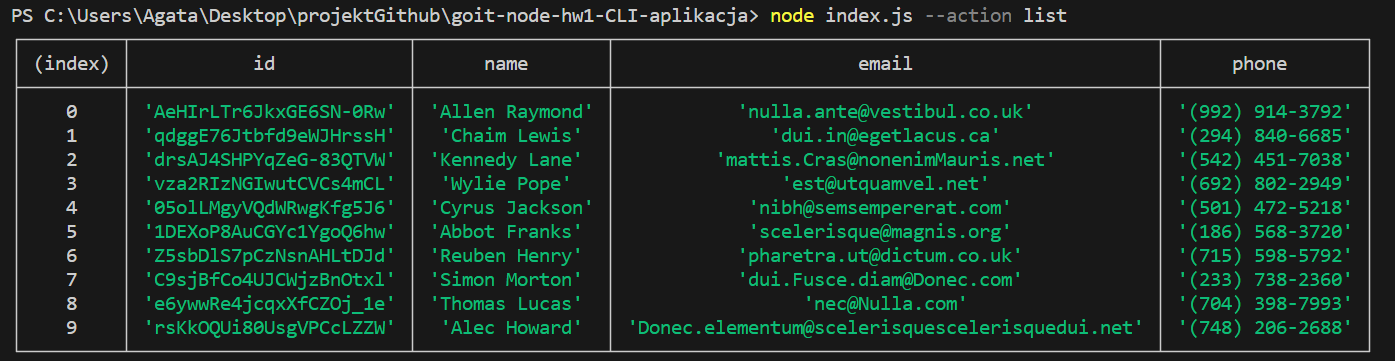 PS C:\Users\Agata\Desktop\projektGithub\goit-node-hw1-CLI-aplikacja> node index.js --action list
(index) id name email phone
0 'AeHIrLTr6JkxGE6SN-0Rw' 'Allen Raymond' 'nulla.ante@vestibul.co.uk' '(992) 914-3792'
1 'qdggE76Jtbfd9eWJHrssH' 'Chaim Lewis' 'dui.in@egetlacus.ca' '(294) 840-6685'
2 'drsAJ4SHPYqZeG-83QTVW' 'Kennedy Lane' 'mattis.Cras@nonenimMauris.net' '(542) 451-7038'
3 'vza2RIzNGIwutCVCs4mCL' 'Wylie Pope' 'est@utquamvel.net' '(692) 802-2949'
4 '05olLMgyVQdWRwgKfg5J6' 'Cyrus Jackson' 'nibh@semsempererat.com' '(501) 472-5218'
5 '1DEXoP8AuCGYc1YgoQ6hw' 'Abbot Franks' 'scelerisque@magnis.org' '(186) 568-3720'
6 'Z5sbDlS7pCzNsnAHLtDJd' 'Reuben Henry' 'pharetra.ut@dictum.co.uk' '(715) 598-5792'
7 'C9sjBfCo4UJCWjzBnOtxl' 'Simon Morton' 'dui.Fusce.diam@Donec.com' '(233) 738-2360'
8 'e6ywwRe4jcqxXfCZOj_1e' 'Thomas Lucas' 'nec@Nulla.com' '(704) 398-7993'
9 'rsKkOQUi80UsgVPCcLZZW' 'Alec Howard' 'Donec.elementum@scelerisquescelerisquedui.net' '(748) 206-2688'